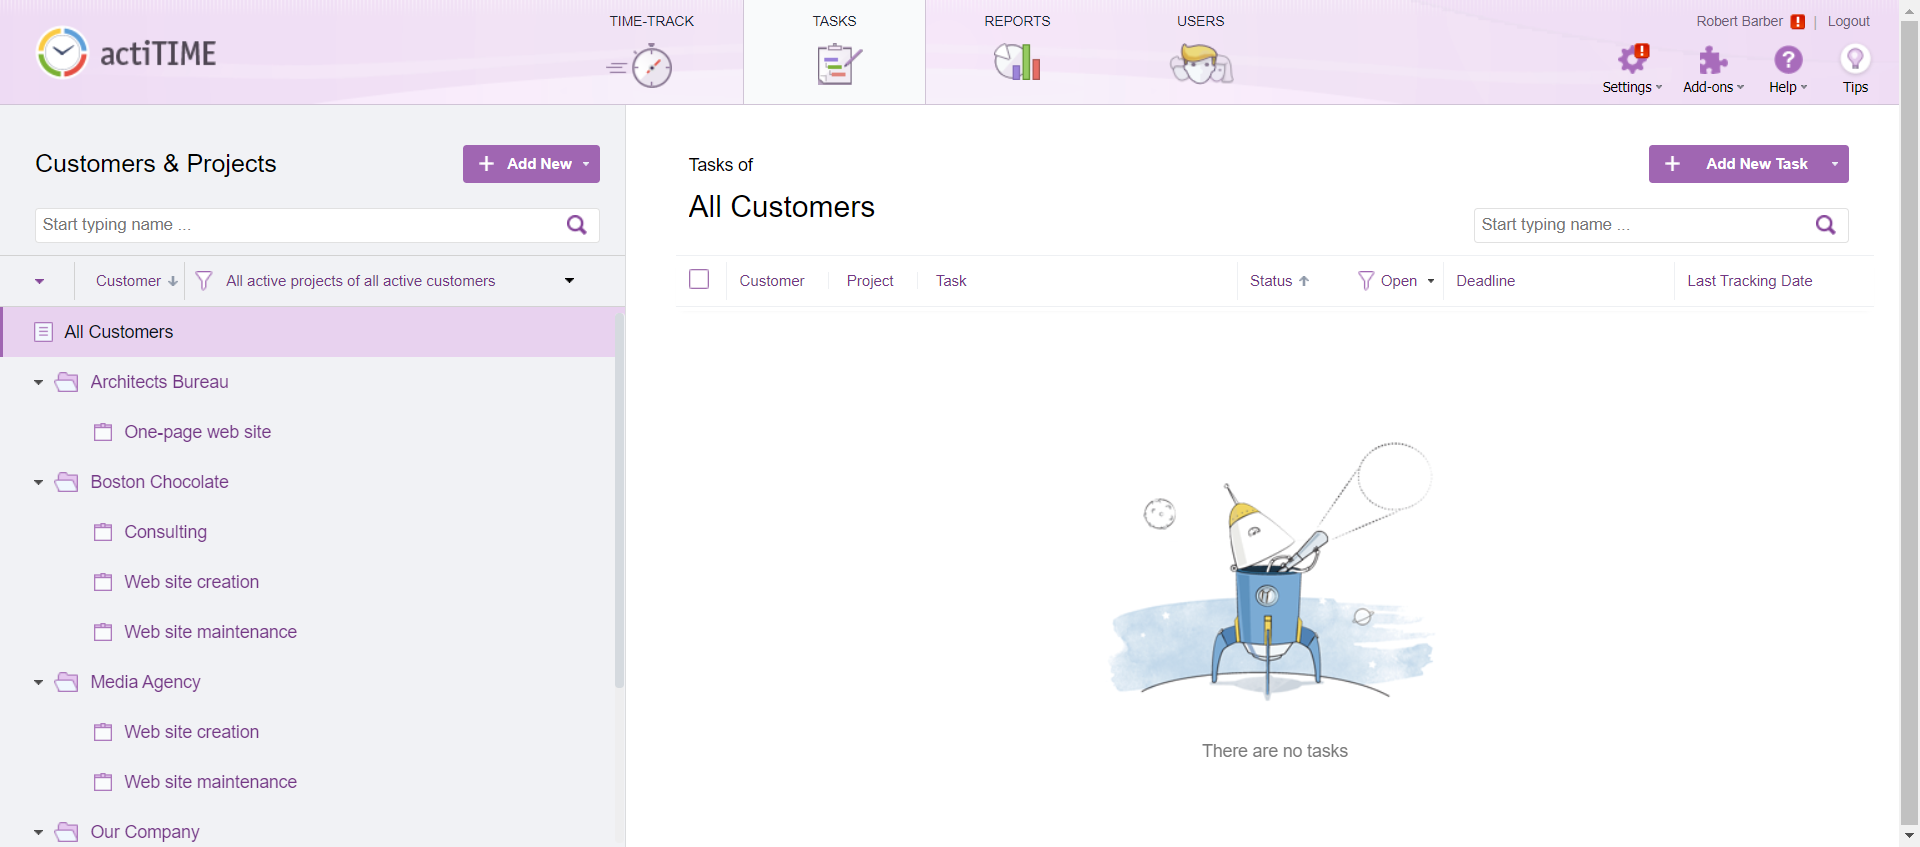 actiTIME
TIME-TRACK
TASKS
REPORTS
USERS
Robert Barber ! | Logout
Settings
Add-ons
Help
Tips
Customers & Projects
Add New
Start typing name ...
Customer
All active projects of all active customers
All Customers
Architects Bureau
One-page web site
Boston Chocolate
Consulting
Web site creation
Web site maintenance
Media Agency
Web site creation
Web site maintenance
Our Company
Tasks of
All Customers
Add New Task
Start typing name ...
Customer Project Task Status Open Deadline Last Tracking Date
There are no tasks